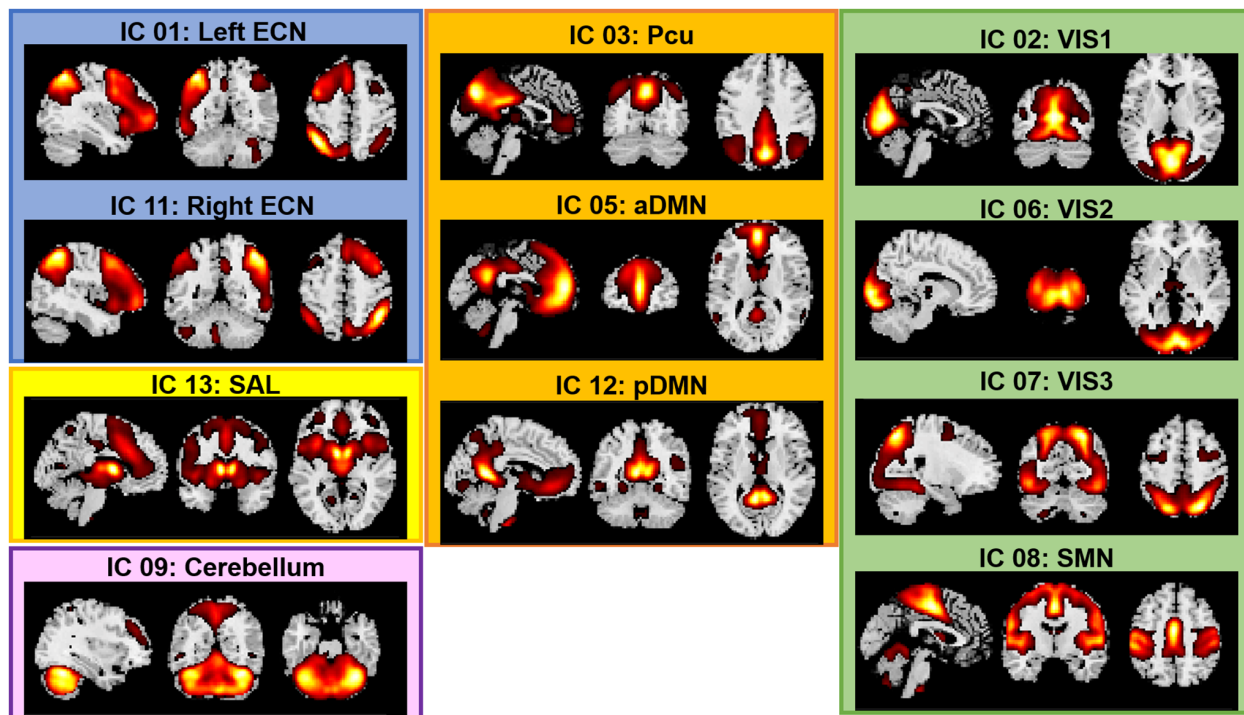 IC 01: Left ECN
IC 11: Right ECN
IC 13: SAL
IC 09: Cerebellum
IC 03: Pcu
IC 05: aDMN
IC 12: pDMN
IC 02: VIS1
IC 06: VIS2
IC 07: VIS3
IC 08: SMN